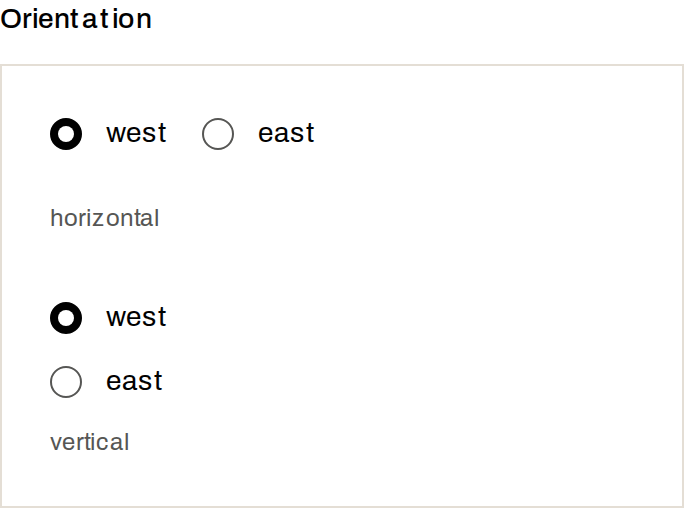 Orientation
west east
horizontal
west
east
vertical